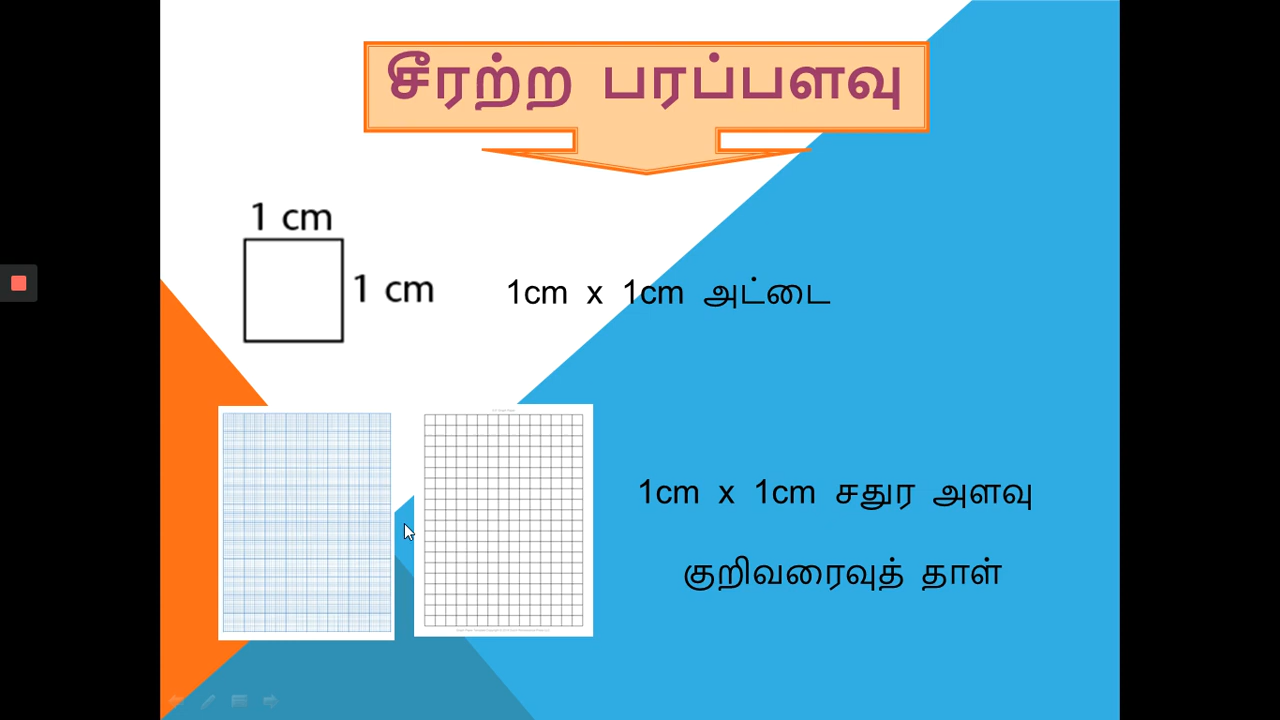 சீரற்ற பரப்பளவு
1 cm
1 cm
1cm x 1cm அட்டை
1cm x 1cm சதுர அளவு
குறிவரைவுத் தாள்